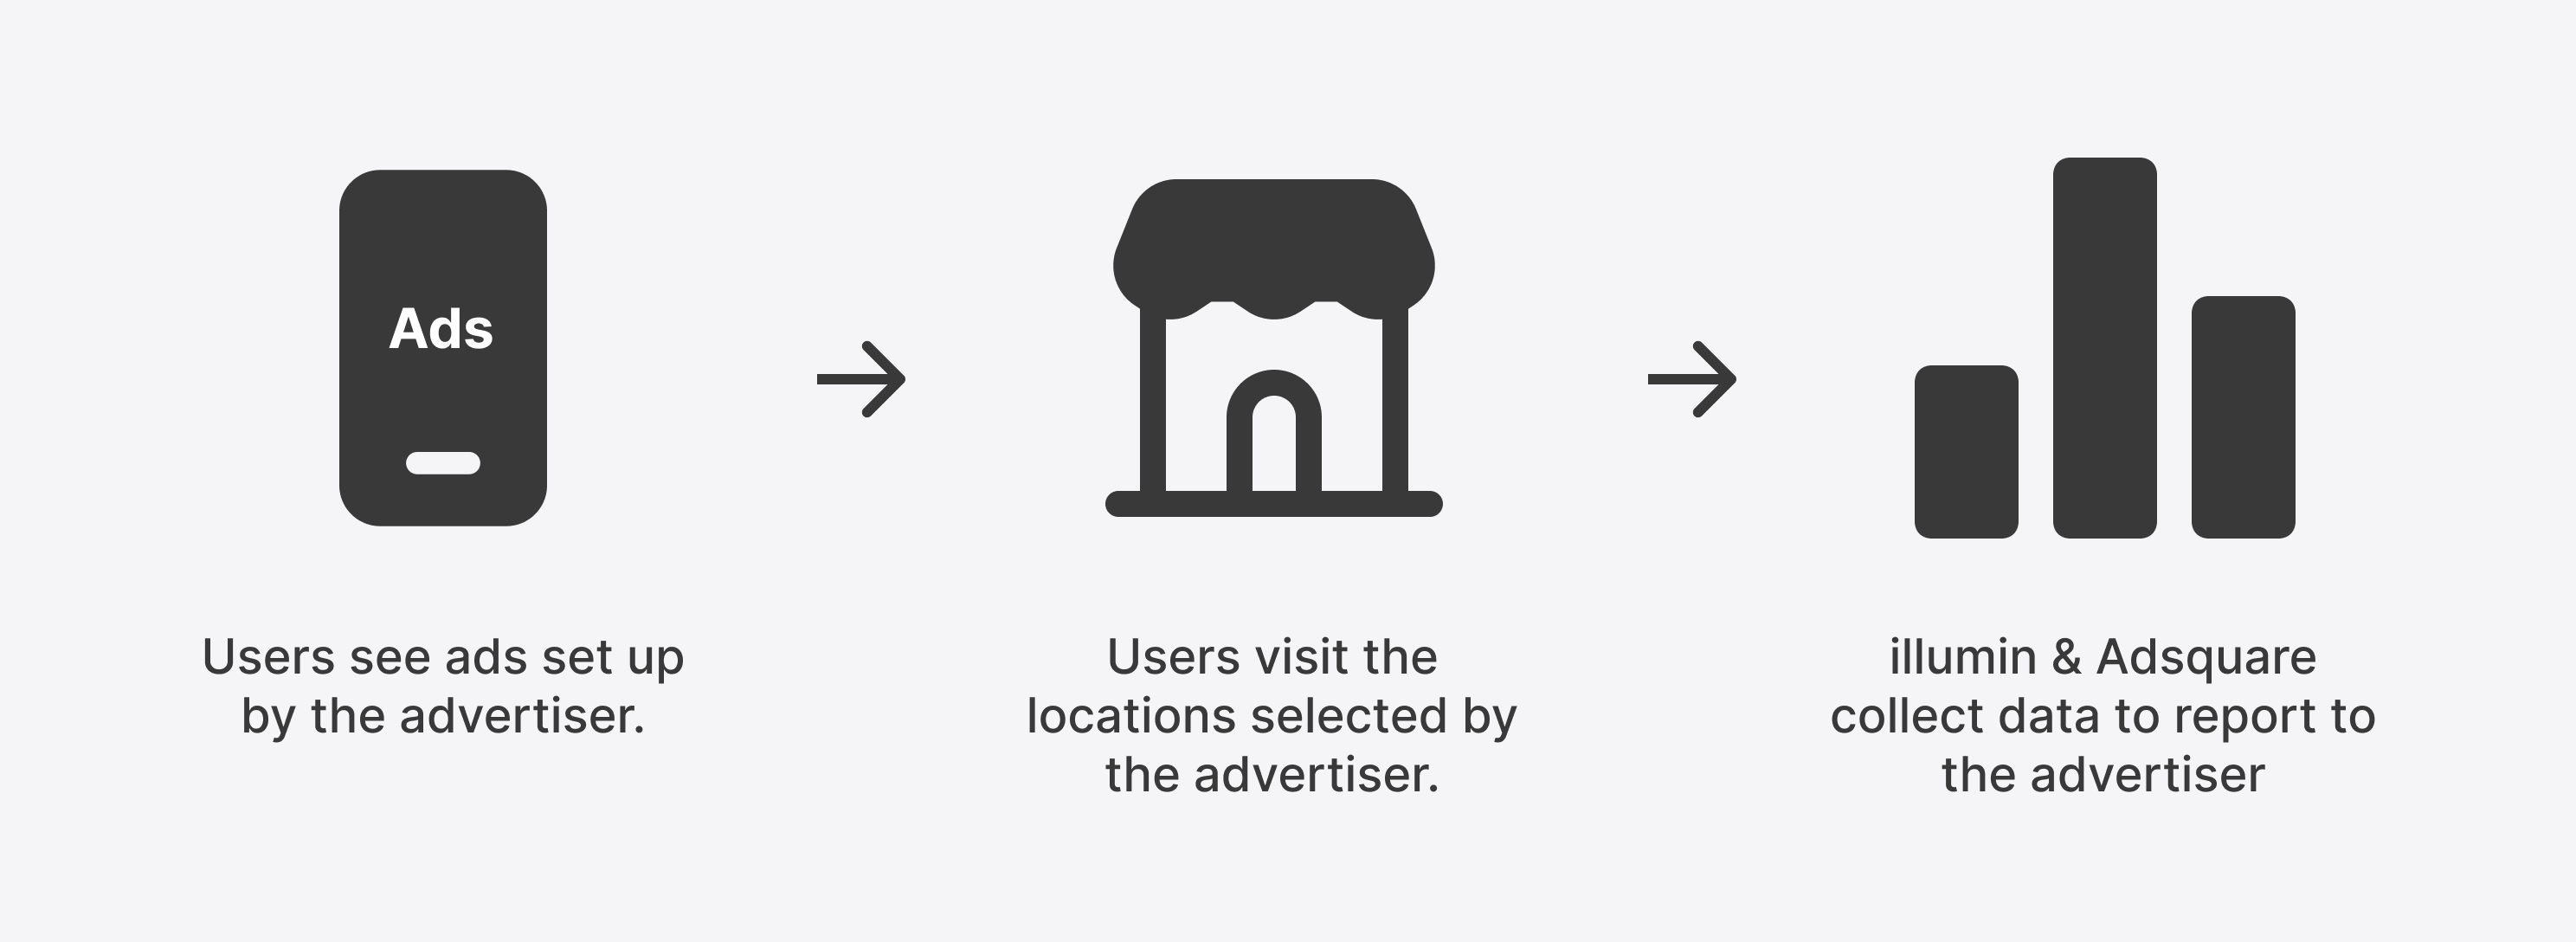 Ads
Users see ads set up
by the advertiser.
Users visit the
locations selected by
the advertiser.
illumin & Adsquare
collect data to report to
the advertiser